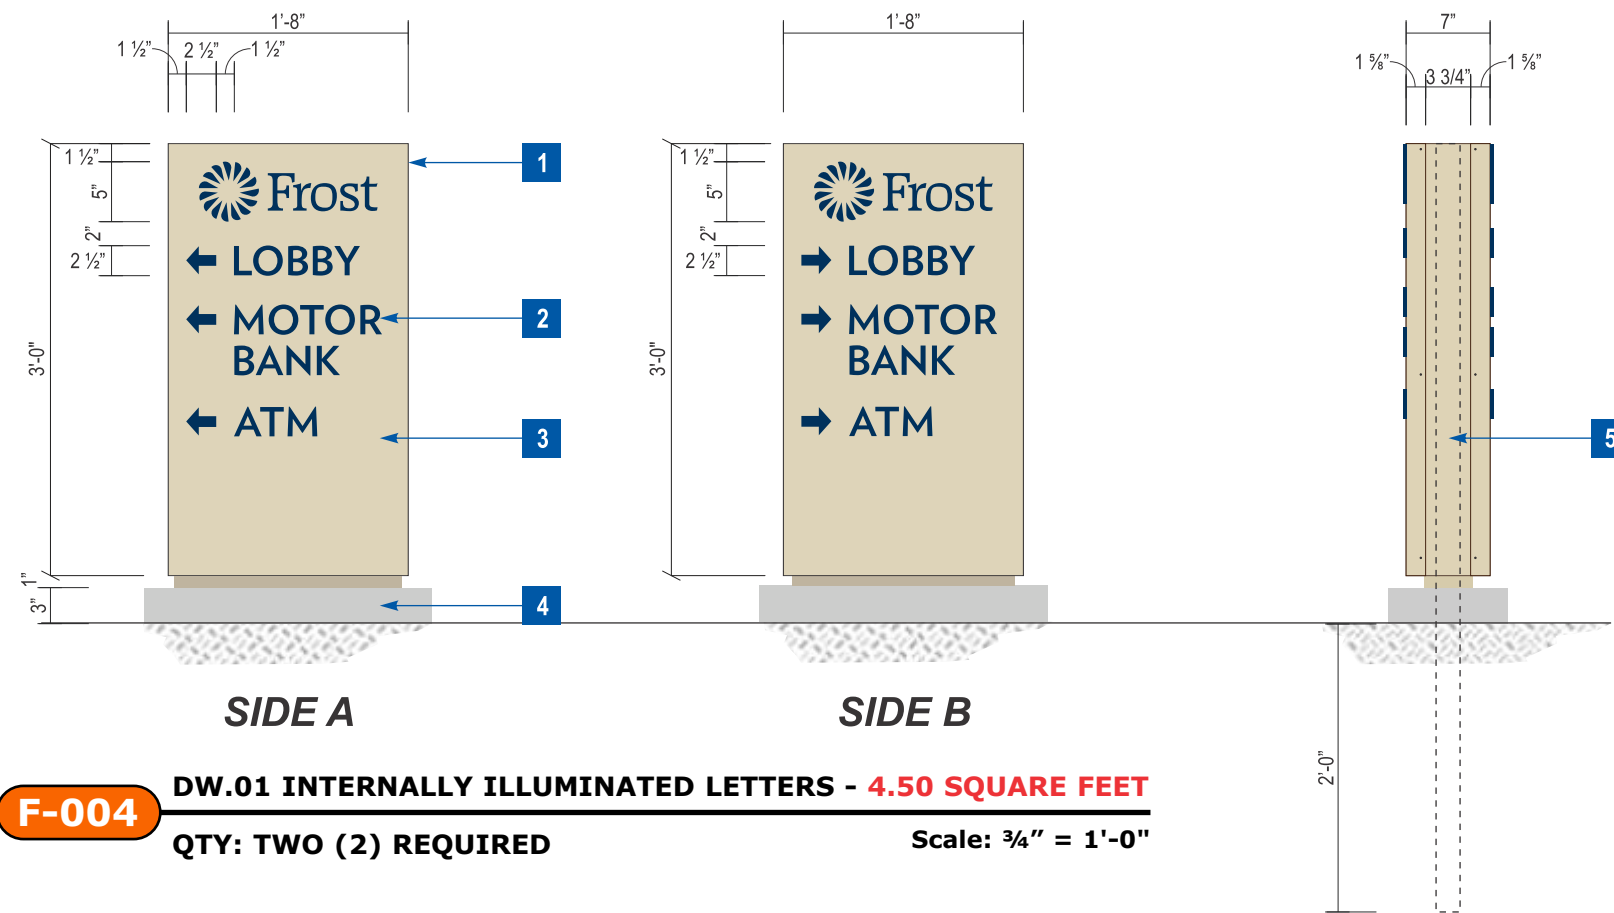 1'-8”
1 ½”
2 ½”
1 ½”
1 ½”
5”
2”
2 ½”
3'-0"
1"
3”
Frost
LOBBY
MOTOR
BANK
ATM
1
2
3
4
SIDE A
1'-8”
1 ½”
5”
2”
2 ½”
3'-0"
Frost
LOBBY
MOTOR
BANK
ATM
SIDE B
7”
1 ⅝”
3 3/4”
1 ⅝”
5
2'-0”
F-004
DW.01 INTERNALLY ILLUMINATED LETTERS - 4.50 SQUARE FEET
QTY: TWO (2) REQUIRED
Scale: ¾” = 1'-0"